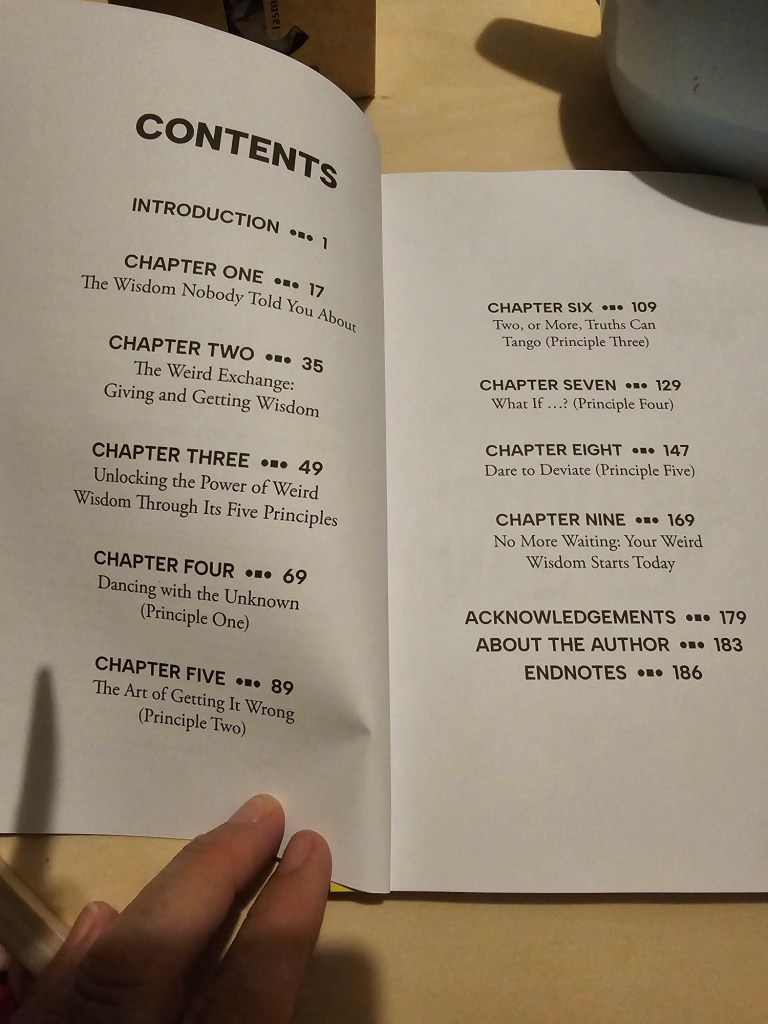 CONTENTS
INTRODUCTION ••• 1
CHAPTER ONE ••• 17
The Wisdom Nobody Told You About
CHAPTER TWO ••• 35
The Weird Exchange:
Giving and Getting Wisdom
CHAPTER THREE ••• 49
Unlocking the Power of Weird
Wisdom Through Its Five Principles
CHAPTER FOUR ••• 69
Dancing with the Unknown
(Principle One)
CHAPTER FIVE ••• 89
The Art of Getting It Wrong
(Principle Two)
CHAPTER SIX ••• 109
Two, or More, Truths Can
Tango (Principle Three)
CHAPTER SEVEN ••• 129
What If …? (Principle Four)
CHAPTER EIGHT ••• 147
Dare to Deviate (Principle Five)
CHAPTER NINE ••• 169
No More Waiting: Your Weird
Wisdom Starts Today
ACKNOWLEDGEMENTS ••• 179
ABOUT THE AUTHOR ••• 183
ENDNOTES ••• 186